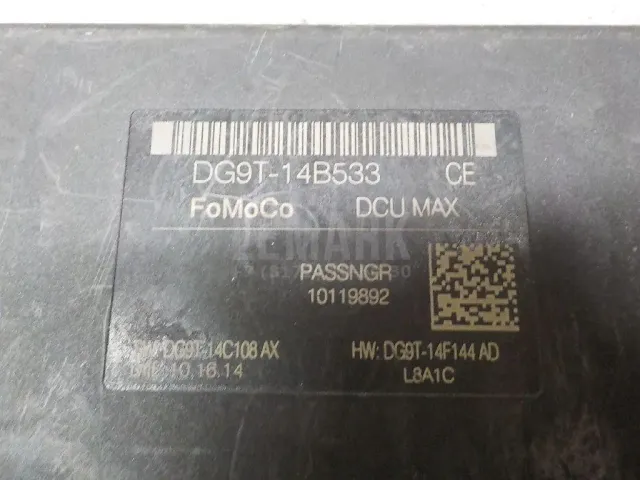 DG9T-14B533 CE
FoMoCo DCU MAX
ZEMARK
PASSNGR
10119892
DG9T-14C108 AX HW: DG9T-14F144 AD
10,16.14 L8A1C